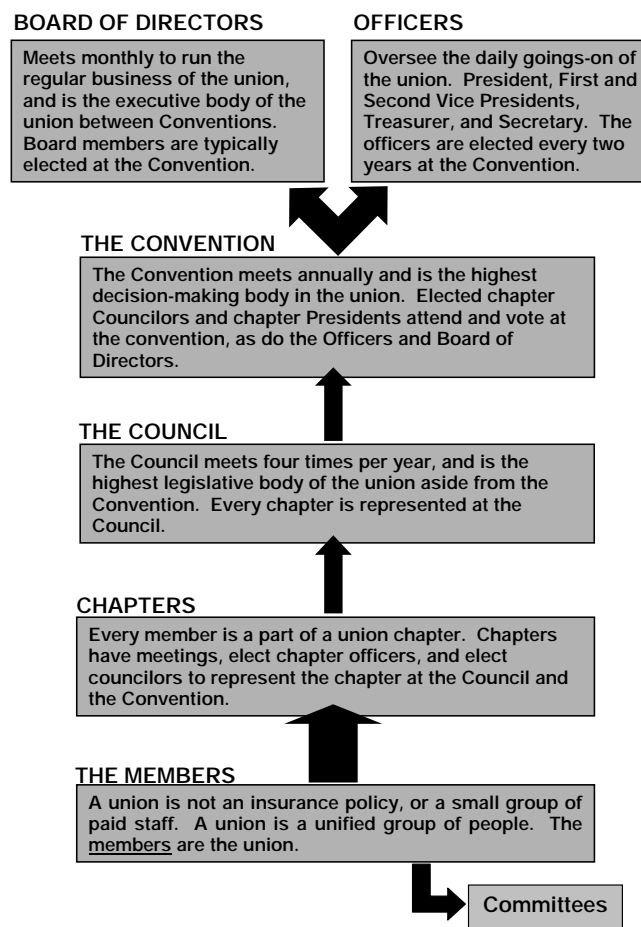 BOARD OF DIRECTORS
Meets monthly to run the
regular business of the union,
and is the executive body of the
union between Conventions.
Board members are typically
elected at the Convention.
OFFICERS
Oversee the daily goings-on of
the union. President, First and
Second Vice Presidents,
Treasurer, and Secretary. The
officers are elected every two
years at the Convention.
THE CONVENTION
The Convention meets annually and is the highest
decision-making body in the union. Elected chapter
Councilors and chapter Presidents attend and vote at
the convention, as do the Officers and Board of
Directors.
THE COUNCIL
The Council meets four times per year, and is the
highest legislative body of the union aside from the
Convention. Every chapter is represented at the
Council.
CHAPTERS
Every member is a part of a union chapter. Chapters
have meetings, elect chapter officers, and elect
councilors to represent the chapter at the Council and
the Convention.
THE MEMBERS
A union is not an insurance policy, or a small group of
paid staff. A union is a unified group of people. The
members are the union.
Committees